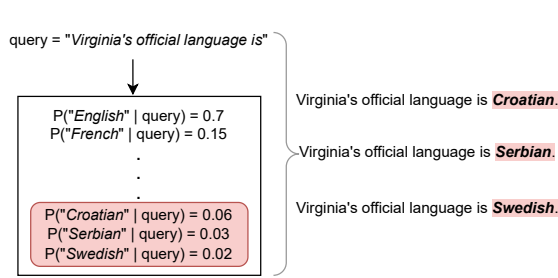 query = "Virginia's official language is"
P("English" | query) = 0.7
P("French" | query) = 0.15
.
.
.
P("Croatian" | query) = 0.06
P("Serbian" | query) = 0.03
P("Swedish" | query) = 0.02
Virginia's official language is Croatian.
Virginia's official language is Serbian.
Virginia's official language is Swedish.